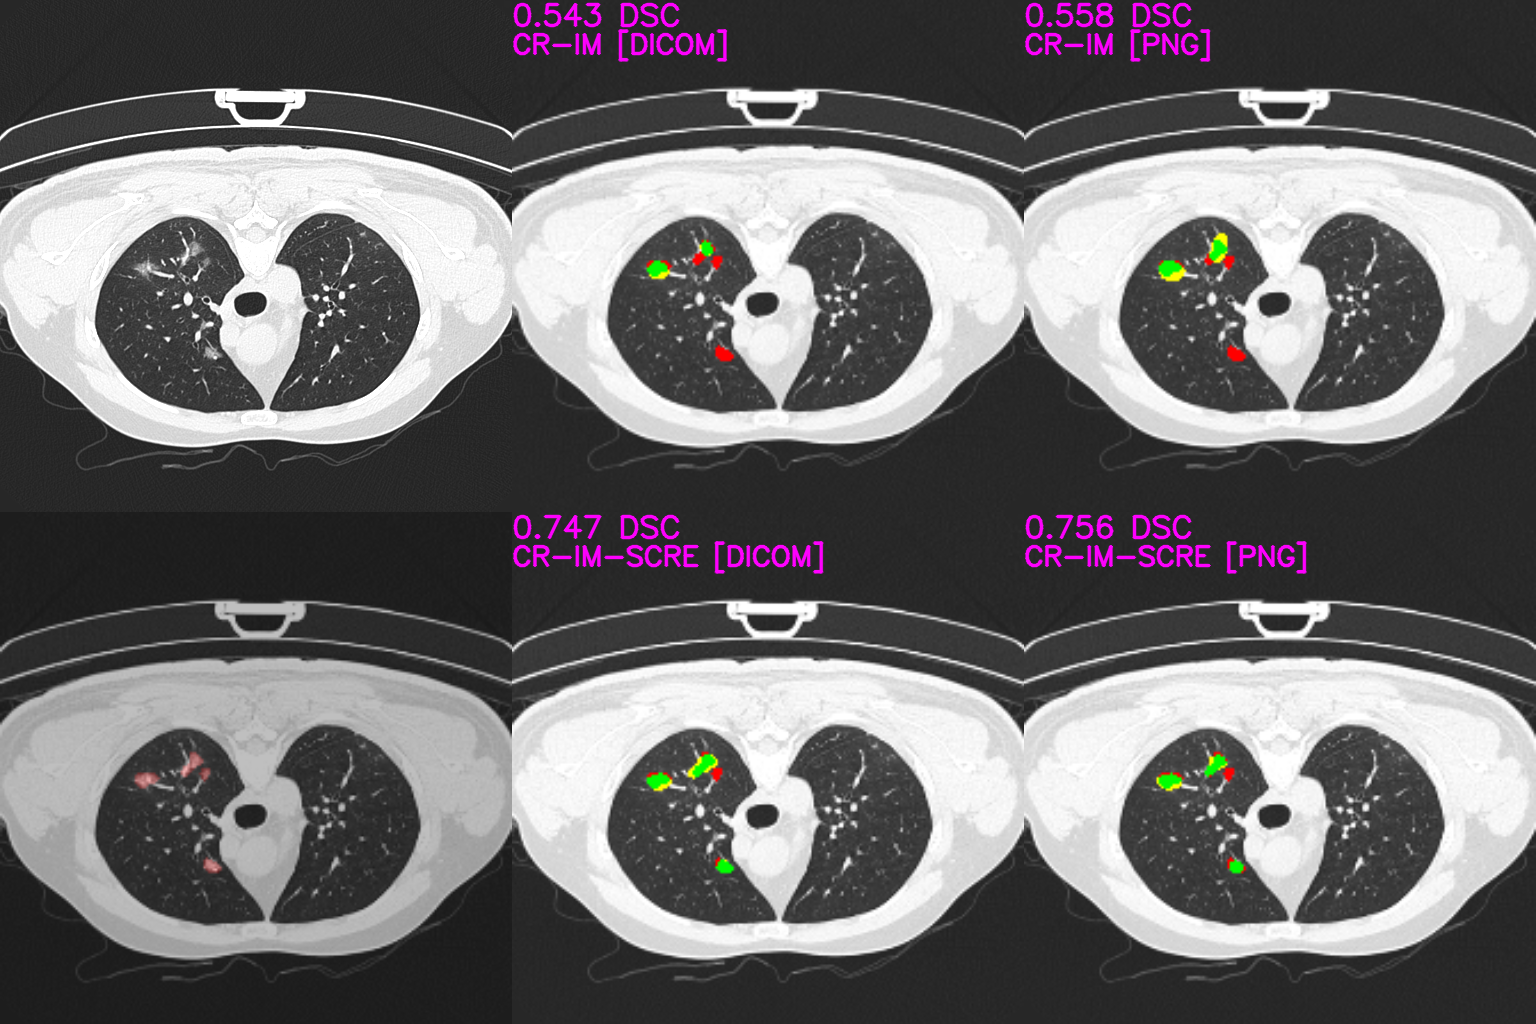 0.543 DSC
CR-IM [DICOM]
0.558 DSC
CR-IM [PNG]
0.747 DSC
CR-IM-SCRE [DICOM]
0.756 DSC
CR-IM-SCRE [PNG]